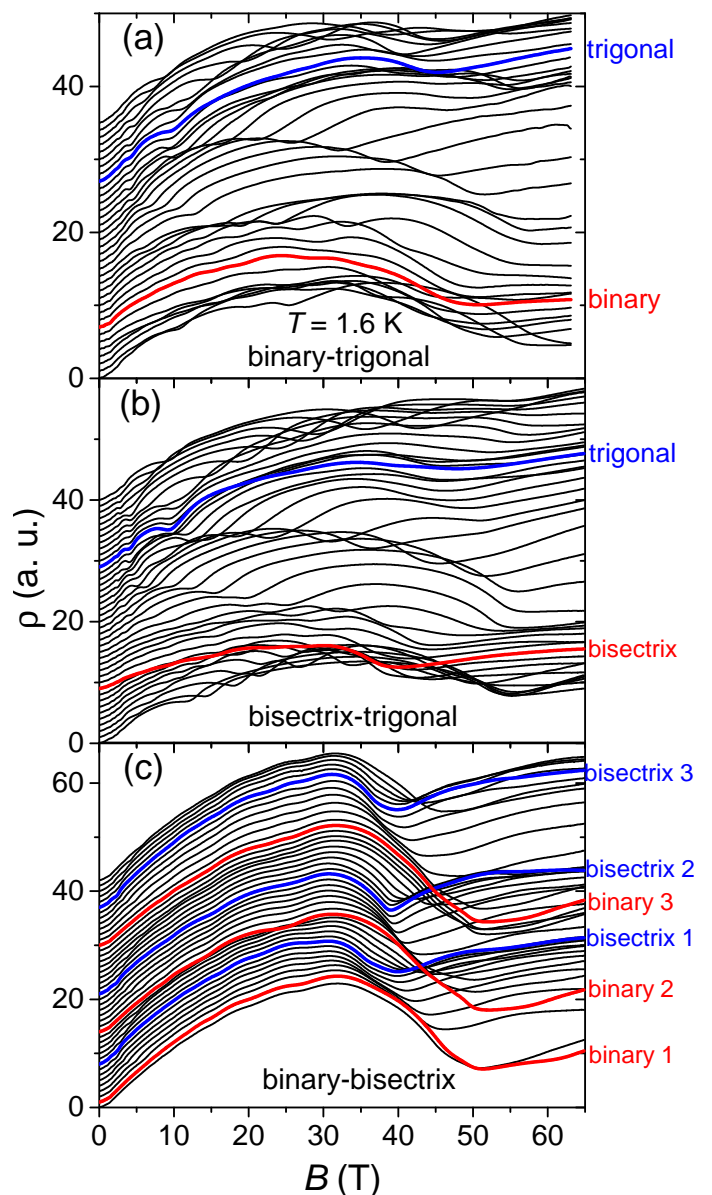 (a)
40
trigonal
20
binary
T = 1.6 K
binary-trigonal
0
(b)
60
40
trigonal
ρ (a. u.)
20
bisectrix
bisectrix-trigonal
0
(c)
60
bisectrix 3
bisectrix 2
40
binary 3
bisectrix 1
20
binary 2
binary 1
binary-bisectrix
0
0 10 20 30 40 50 60
B (T)